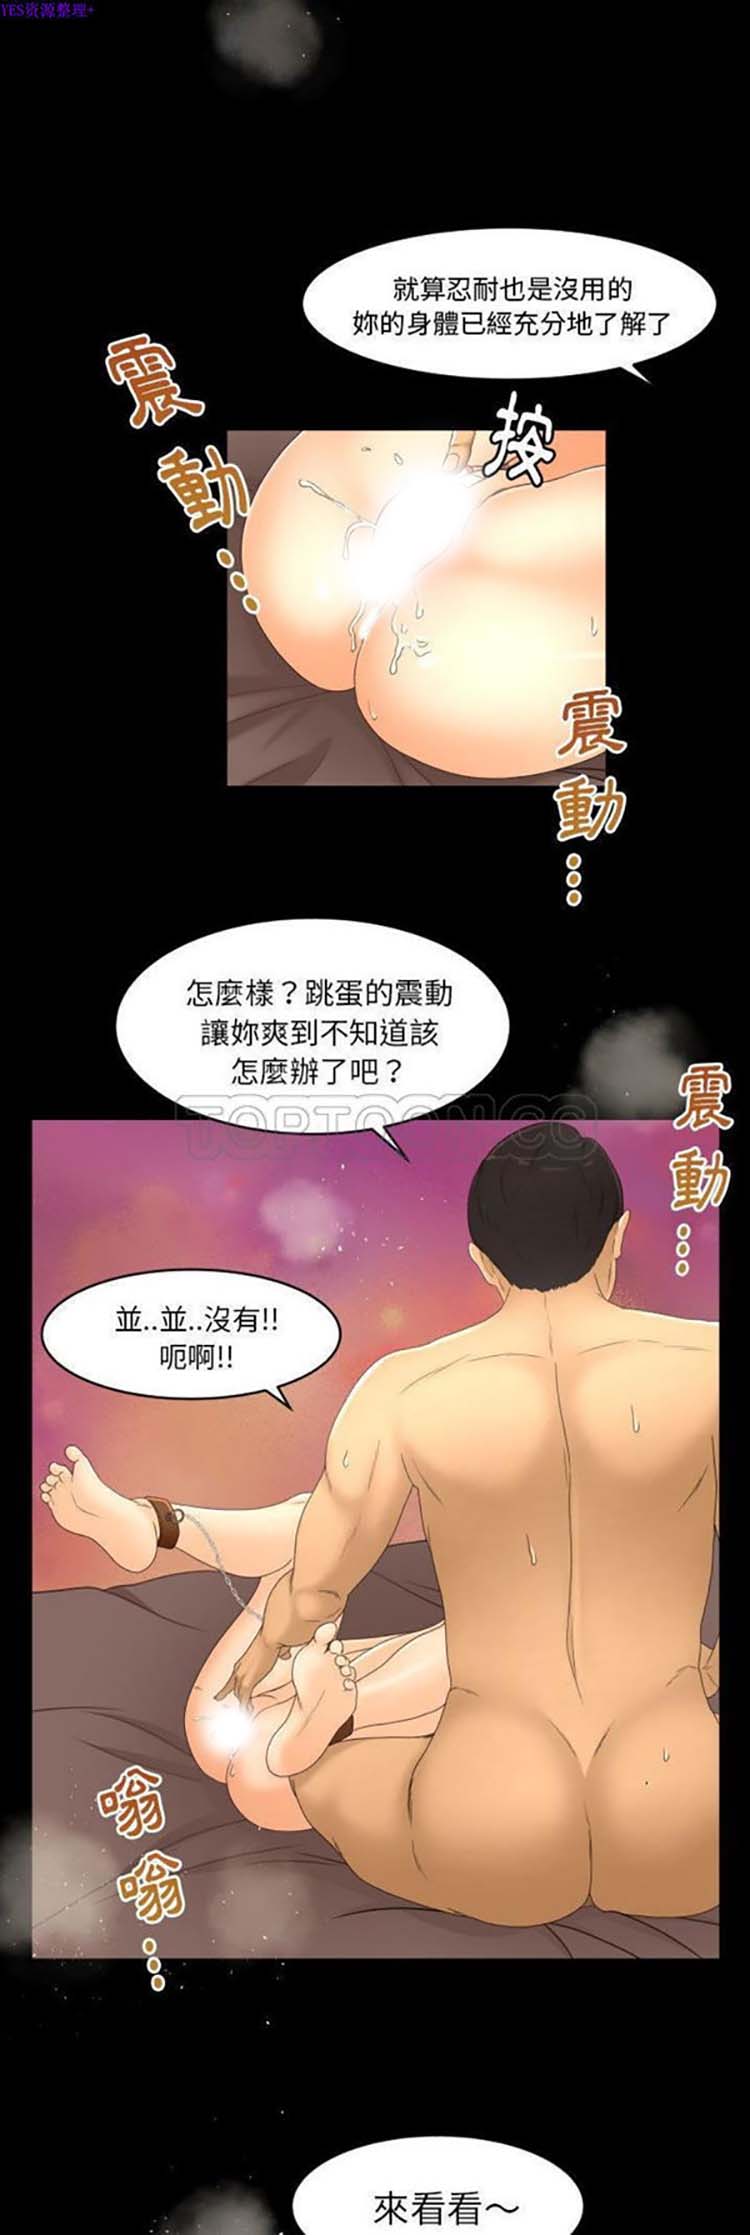 YES资源整理+
就算忍耐也是沒用的
妳的身體已經充分地了解了
震動…
按
震動…
怎麼樣？跳蛋的震動
讓妳爽到不知道該
怎麼辦了吧？
TOPTOON.CC
震動…
並..並..沒有!!
呃啊!!
嗡嗡…
來看看～